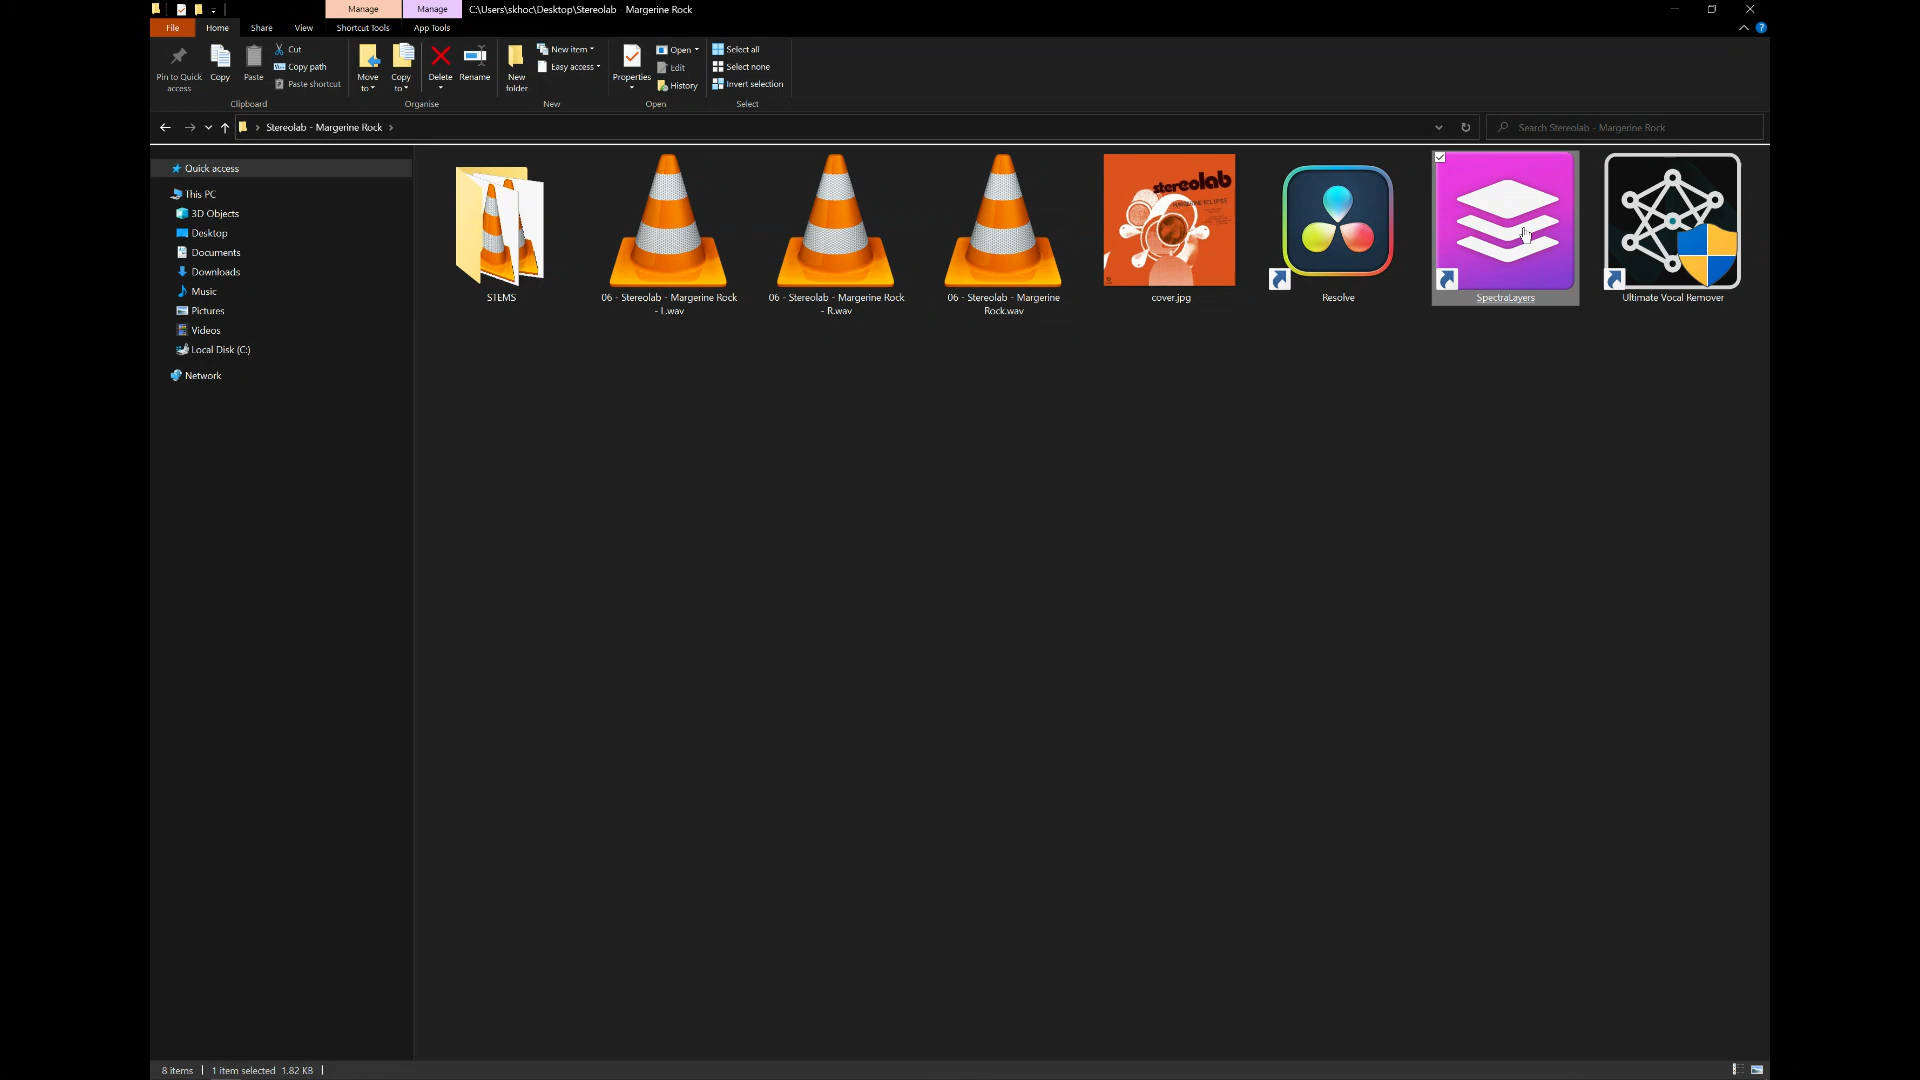 Manage
Manage
C:\Users\skhoc\Desktop\Stereolab - Margerine Rock
File
Home
Share
View
Shortcut Tools
App Tools
Pin to Quick access
Copy
Paste
Cut
Copy path
Paste shortcut
Clipboard
Move to
Copy to
Delete
Rename
Organise
New folder
New item
Easy access
New
Properties
Open
Edit
History
Open
Select all
Select none
Invert selection
Select
Stereolab - Margerine Rock
Search Stereolab - Margerine Rock
Quick access
This PC
3D Objects
Desktop
Documents
Downloads
Music
Pictures
Videos
Local Disk (C:)
Network
STEMS
06 - Stereolab - Margerine Rock
- L.wav
06 - Stereolab - Margerine Rock
- R.wav
06 - Stereolab - Margerine
Rock.wav
stereolab
MARGERINE ECLIPSE
cover.jpg
Resolve
SpectraLayers
Ultimate Vocal Remover
8 items
1 item selected 1.82 KB